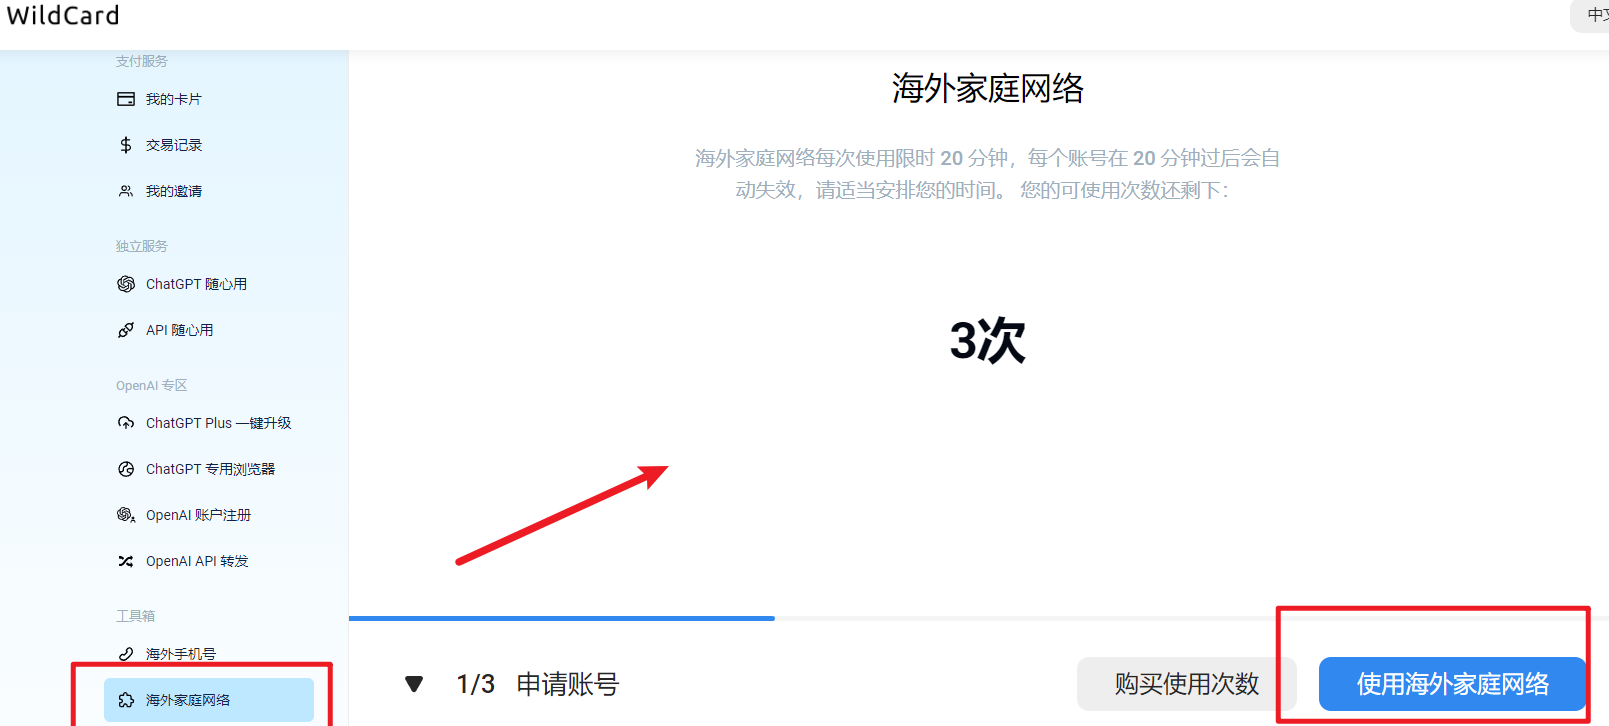 WildCard
中文
支付服务
我的卡片
交易记录
我的邀请
独立服务
ChatGPT 随心用
API 随心用
OpenAI 专区
ChatGPT Plus 一键升级
ChatGPT 专用浏览器
OpenAI 账户注册
OpenAI API 转发
工具箱
海外手机号
海外家庭网络
海外家庭网络
海外家庭网络每次使用限时 20 分钟，每个账号在 20 分钟过后会自
动失效，请适当安排您的时间。 您的可使用次数还剩下：
3次
1/3 申请账号
购买使用次数
使用海外家庭网络